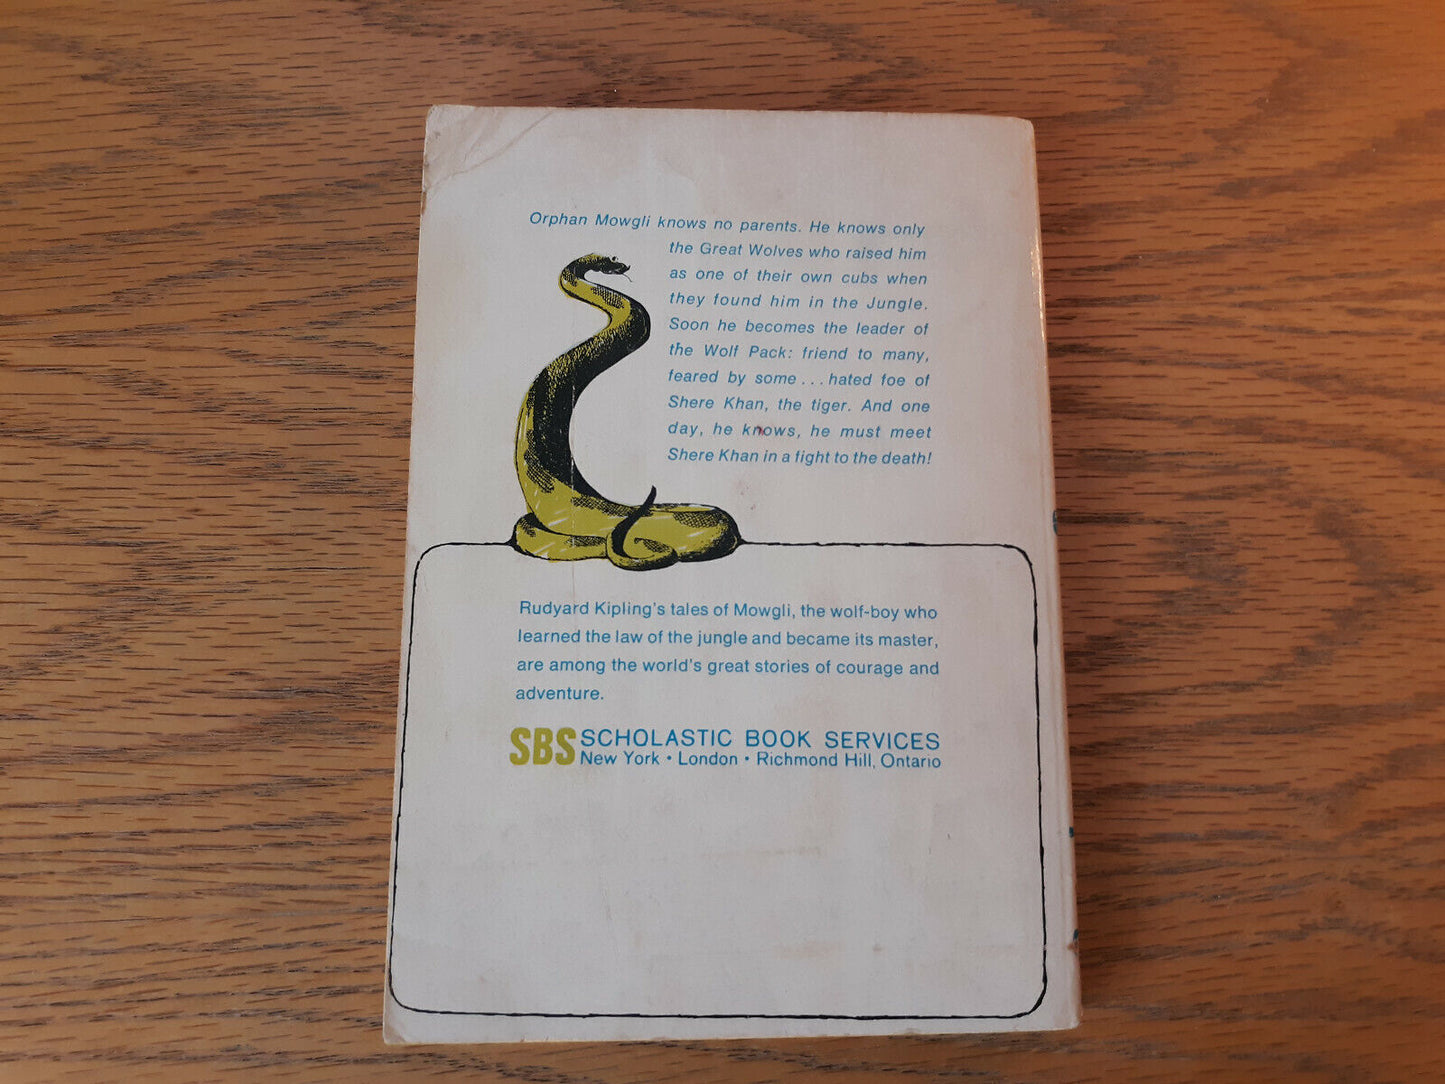 Orphan Mowgli knows no parents. He knows only
the Great Wolves who raised him
as one of their own cubs when
they found him in the Jungle.
Soon he becomes the leader of
the Wolf Pack: friend to many,
feared by some...hated foe of
Shere Khan, the tiger. And one
day, he knows, he must meet
Shere Khan in a fight to the death!
Rudyard Kipling's tales of Mowgli, the wolf-boy who
learned the law of the jungle and became its master,
are among the world's great stories of courage and
adventure.
SBS SCHOLASTIC BOOK SERVICES
New York • London • Richmond Hill, Ontario